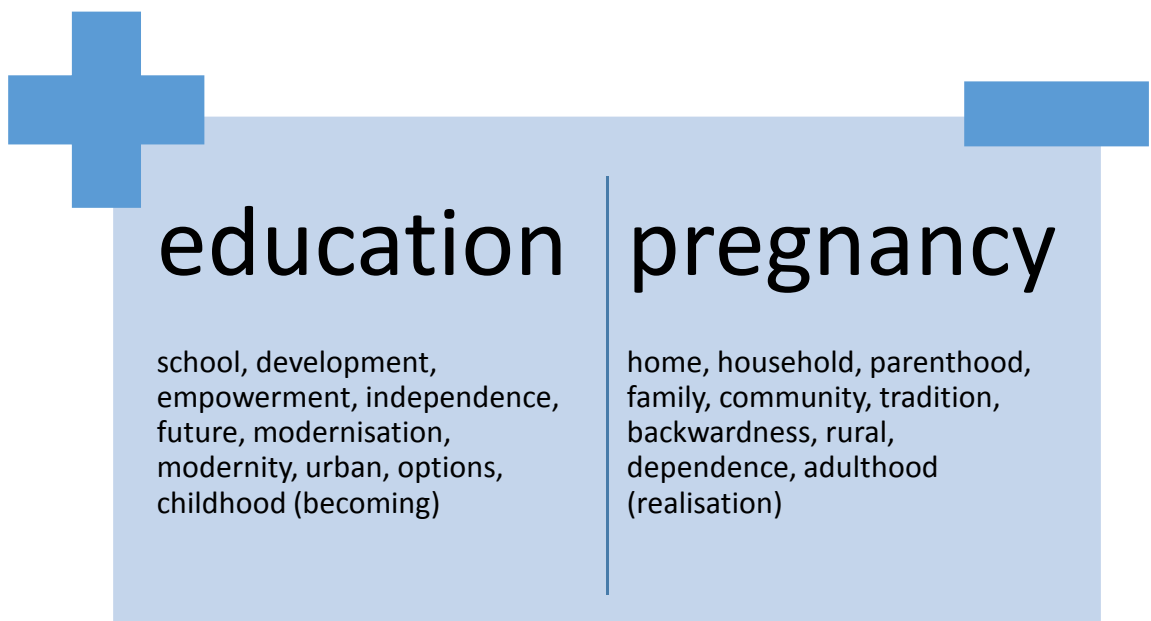 education
school, development,
empowerment, independence,
future, modernisation,
modernity, urban, options,
childhood (becoming)
pregnancy
home, household, parenthood,
family, community, tradition,
backwardness, rural,
dependence, adulthood
(realisation)